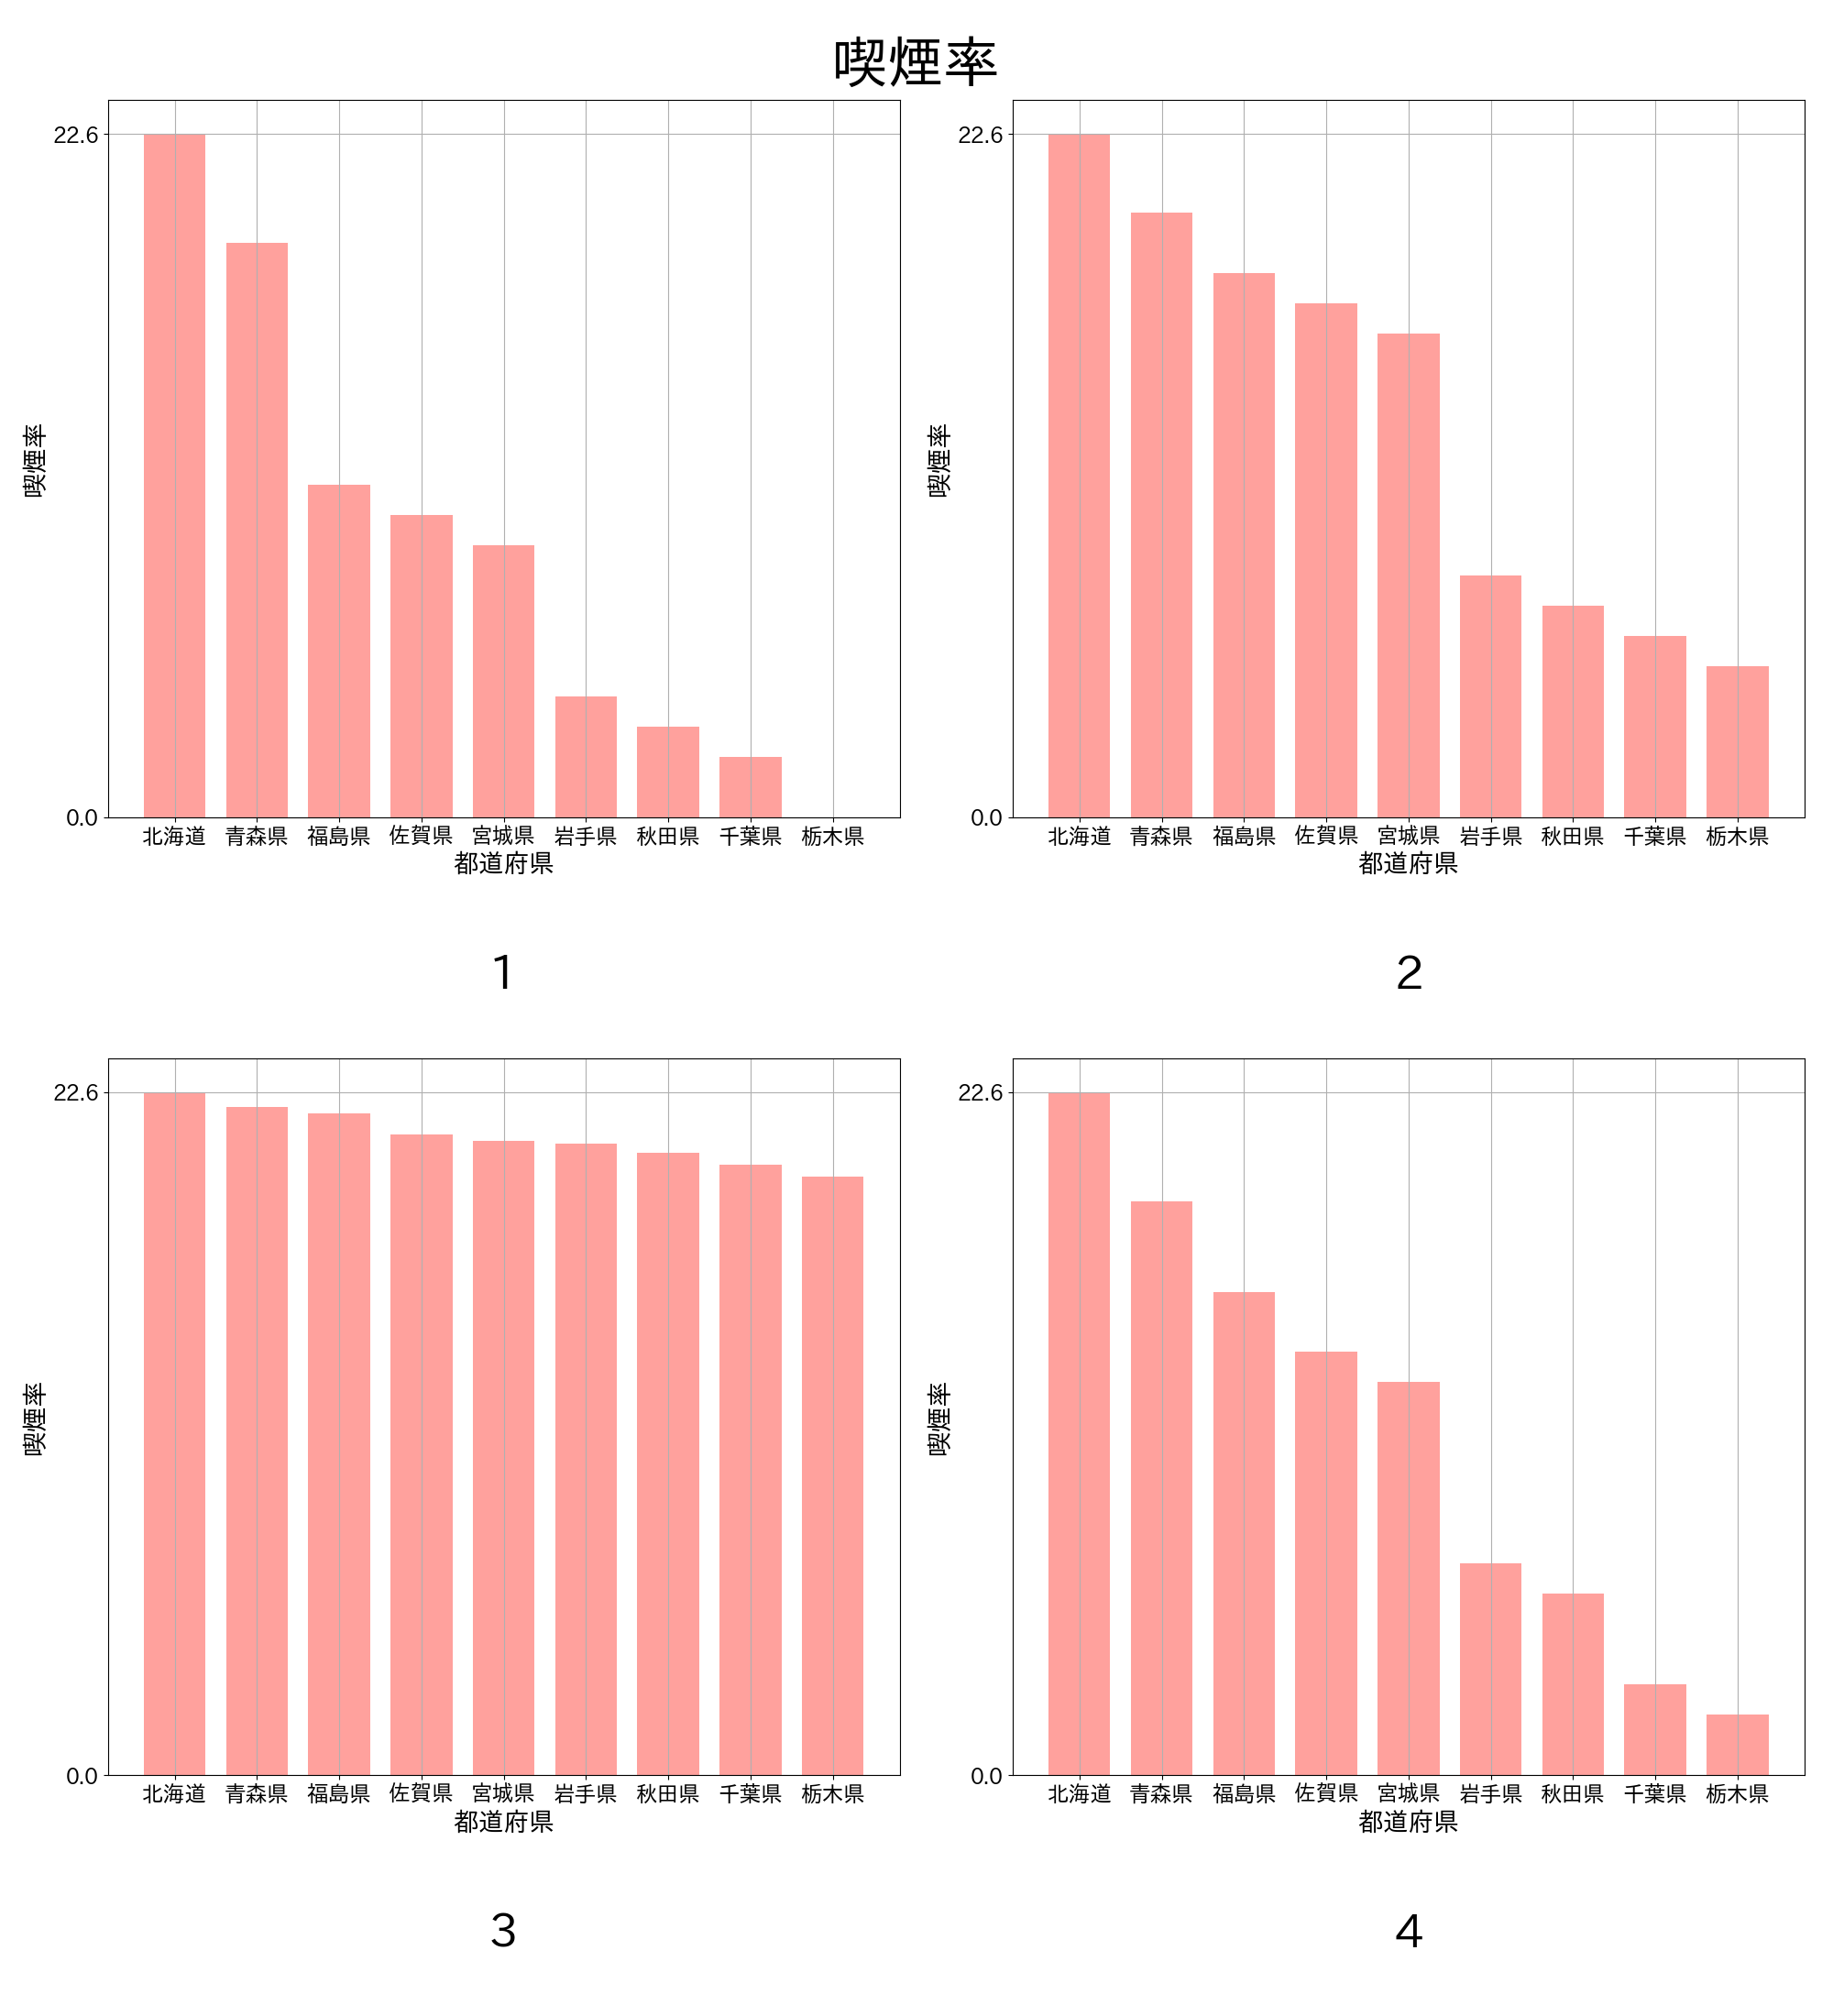 喫煙率
22.6
0.0
喫煙率
北海道 青森県 福島県 佐賀県 宮城県 岩手県 秋田県 千葉県 栃木県
都道府県
1
22.6
0.0
喫煙率
北海道 青森県 福島県 佐賀県 宮城県 岩手県 秋田県 千葉県 栃木県
都道府県
2
22.6
0.0
喫煙率
北海道 青森県 福島県 佐賀県 宮城県 岩手県 秋田県 千葉県 栃木県
都道府県
3
22.6
0.0
喫煙率
北海道 青森県 福島県 佐賀県 宮城県 岩手県 秋田県 千葉県 栃木県
都道府県
4